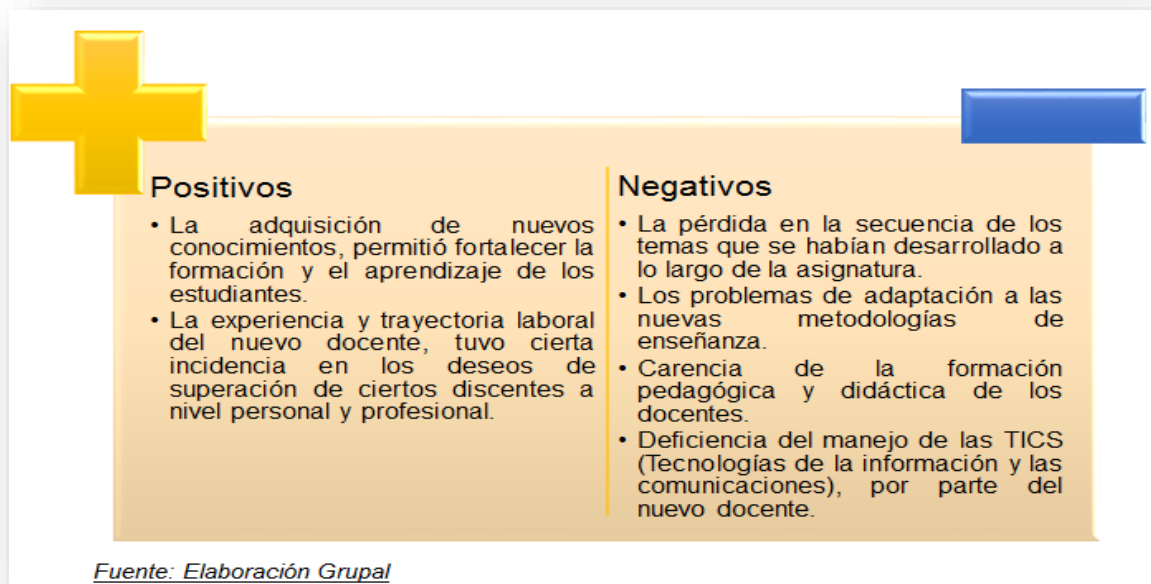 Positivos
• La adquisición de nuevos
conocimientos, permitió fortalecer la
formación y el aprendizaje de los
estudiantes.
• La experiencia y trayectoria laboral
del nuevo docente, tuvo cierta
incidencia en los deseos de
superación de ciertos discentes a
nivel personal y profesional.
Negativos
• La pérdida en la secuencia de los
temas que se habían desarrollado a
lo largo de la asignatura.
• Los problemas de adaptación a las
nuevas metodologías de
enseñanza.
• Carencia de la formación
pedagógica y didáctica de los
docentes.
• Deficiencia del manejo de las TICS
(Tecnologías de la información y las
comunicaciones), por parte del
nuevo docente.
Fuente: Elaboración Grupal